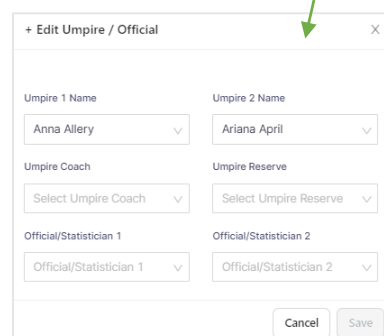 + Edit Umpire / Official X
Umpire 1 Name Umpire 2 Name
Anna Allery Ariana April
Umpire Coach Umpire Reserve
Select Umpire Coach Select Umpire Reserve
Official/Statistician 1 Official/Statistician 2
Official/Statistician 1 Official/Statistician 2
Cancel Save